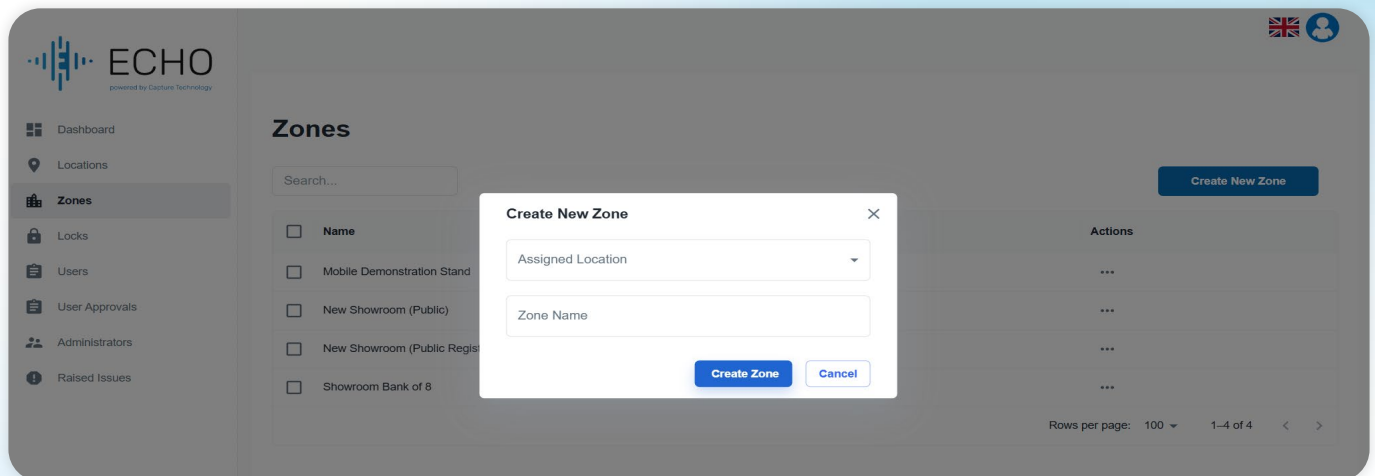 ECHO
powered by Capture Technology
Dashboard
Locations
Zones
Locks
Users
User Approvals
Administrators
Raised Issues
Zones
Search...
Create New Zone
Name
Actions
Mobile Demonstration Stand
New Showroom (Public)
New Showroom (Public Regist
Showroom Bank of 8
Rows per page: 100 1–4 of 4
Create New Zone
Assigned Location
Zone Name
Create Zone
Cancel